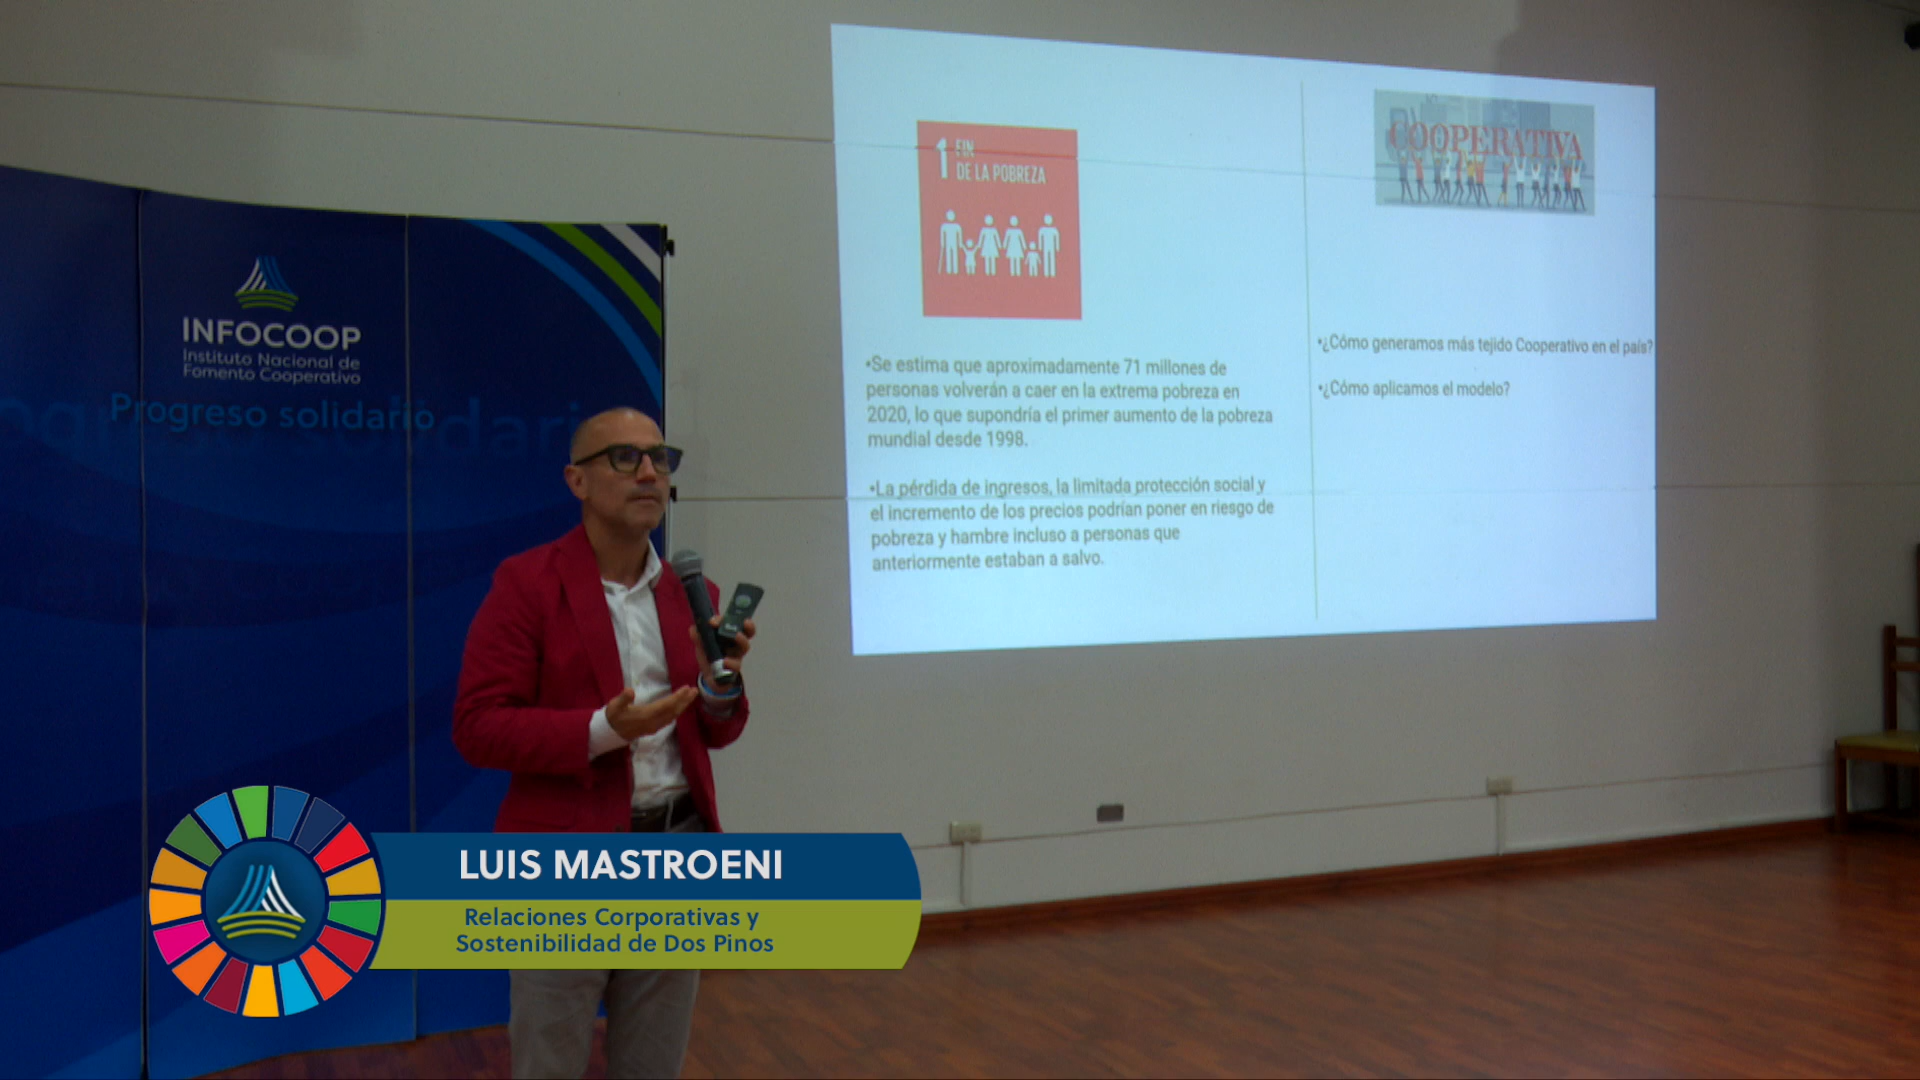 INFOCOOP
Instituto Nacional de
Fomento Cooperativo
Progreso solidario
1 FIN
DE LA POBREZA
•Se estima que aproximadamente 71 millones de
personas volverán a caer en la extrema pobreza en
2020, lo que supondría el primer aumento de la pobreza
mundial desde 1998.
•La pérdida de ingresos, la limitada protección social y
el incremento de los precios podrían poner en riesgo de
pobreza y hambre incluso a personas que
anteriormente estaban a salvo.
COOPERATIVA
•¿Cómo generamos más tejido Cooperativo en el país?
•¿Cómo aplicamos el modelo?
LUIS MASTROENI
Relaciones Corporativas y
Sostenibilidad de Dos Pinos